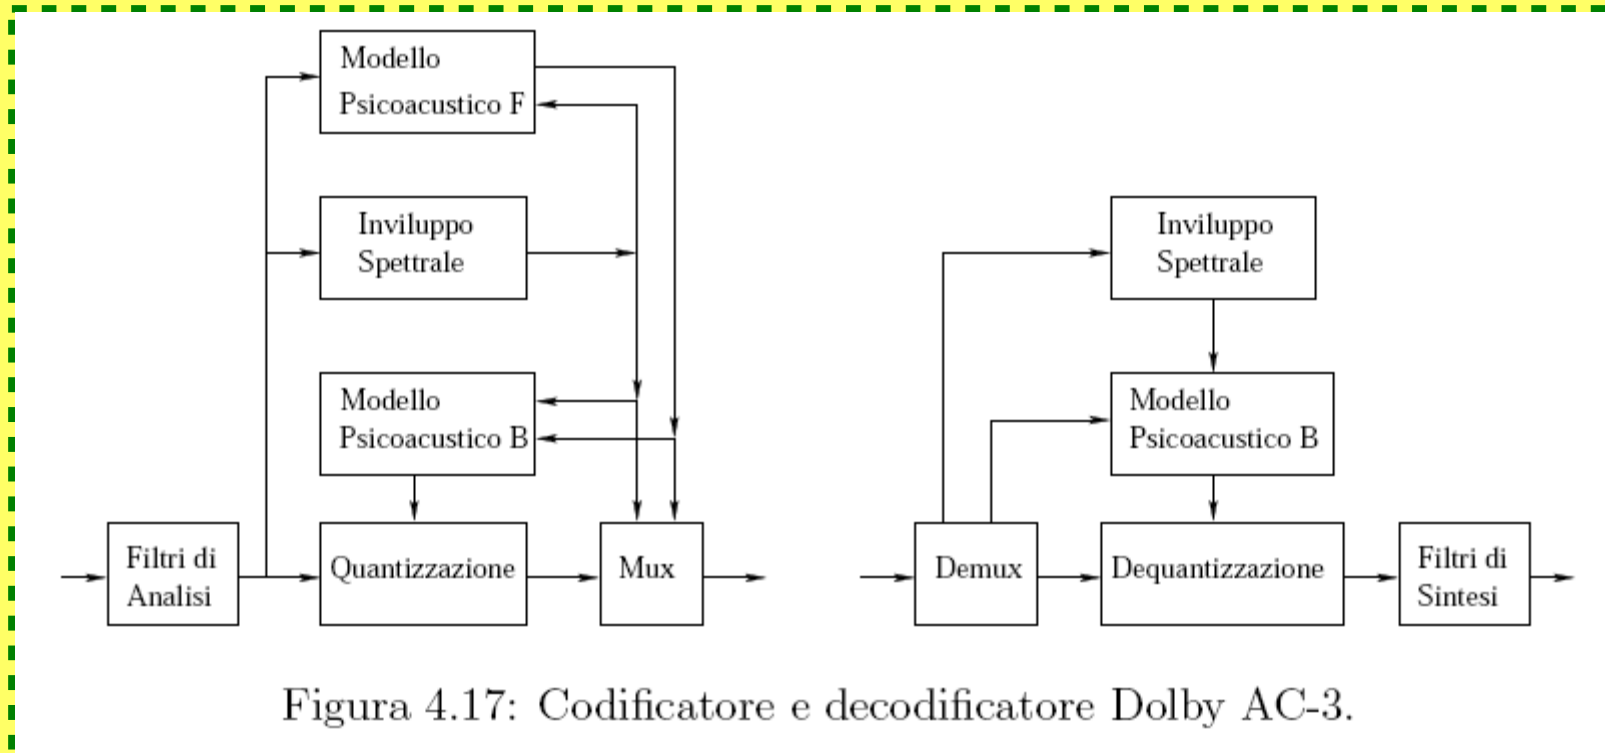 Modello
Psicoacustico F
Inviluppo
Spettrale
Modello
Psicoacustico B
Filtri di
Analisi
Quantizzazione
Mux
Inviluppo
Spettrale
Modello
Psicoacustico B
Demux
Dequantizzazione
Filtri di
Sintesi
Figura 4.17: Codificatore e decodificatore Dolby AC-3.